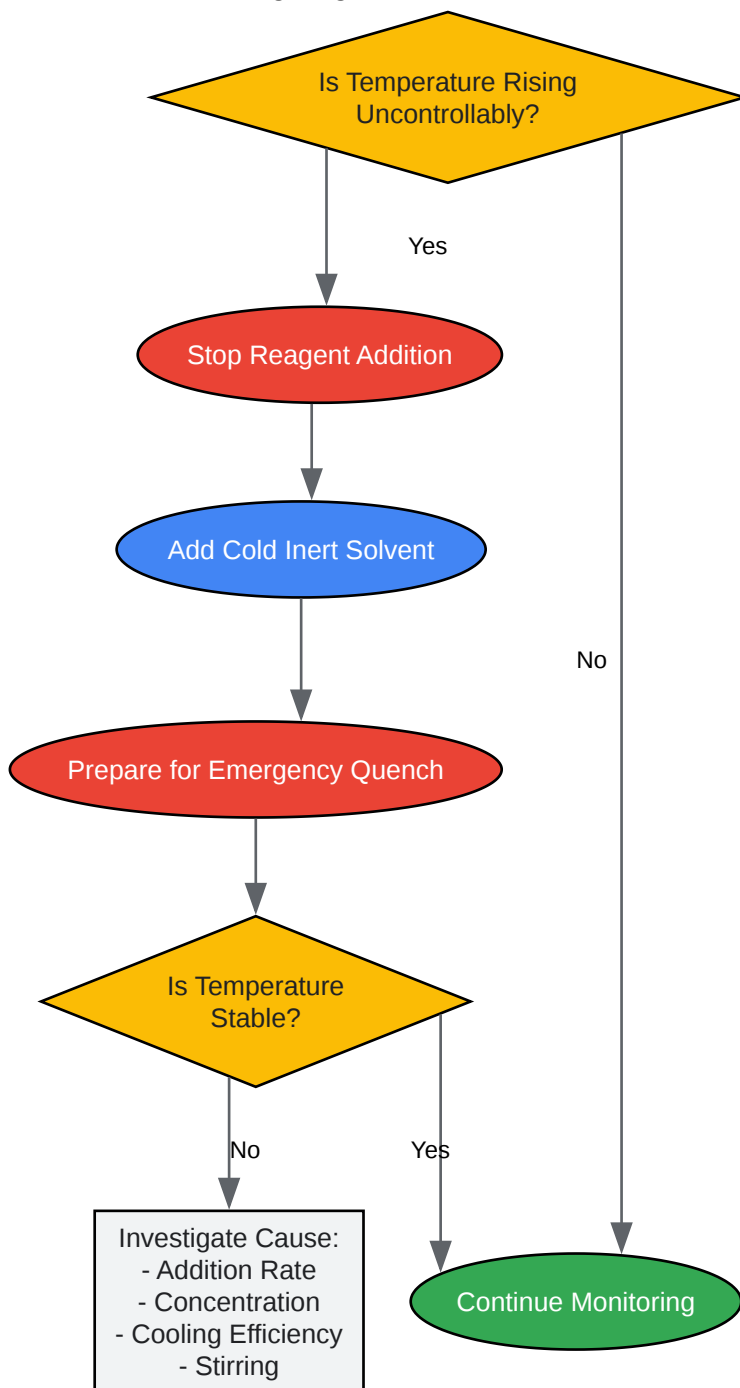 Is Temperature Rising
Uncontrollably?
Yes
Stop Reagent Addition
Add Cold Inert Solvent
No
Prepare for Emergency Quench
Is Temperature
Stable?
No
Yes
Investigate Cause:
- Addition Rate
- Concentration
- Cooling Efficiency
- Stirring
Continue Monitoring